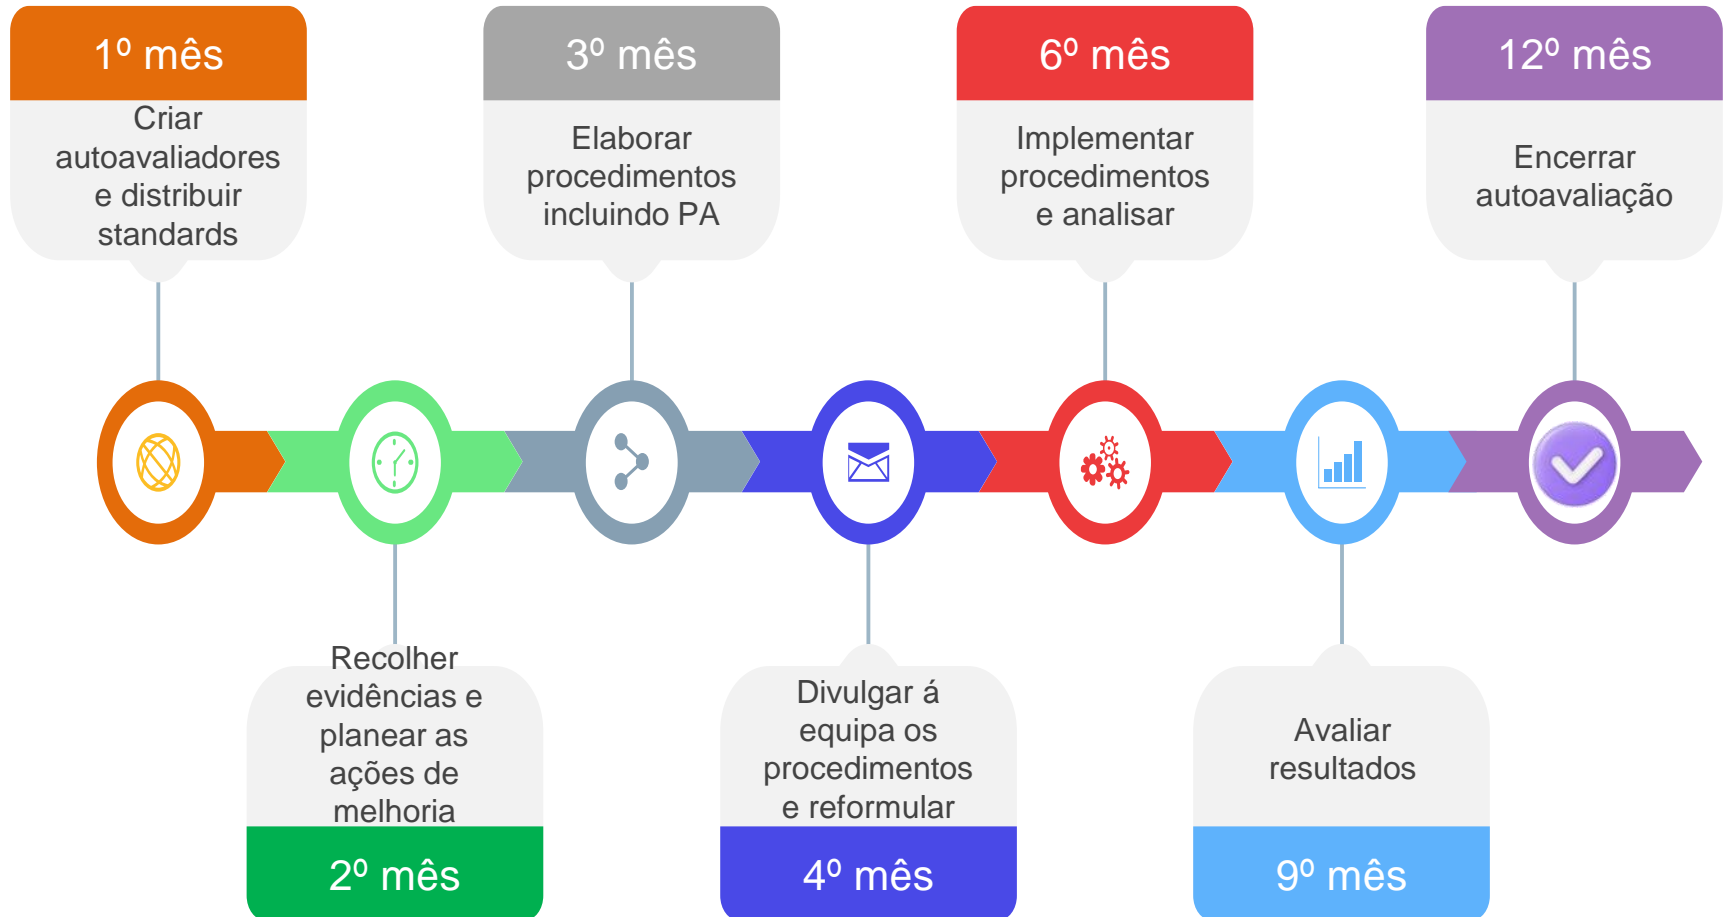 1º mês
Criar
autoavaliadores
e distribuir
standards
3º mês
Elaborar
procedimentos
incluindo PA
6º mês
Implementar
procedimentos
e analisar
12º mês
Encerrar
autoavaliação
Recolher
evidências e
planear as
ações de
melhoria
2º mês
Divulgar á
equipa os
procedimentos
e reformular
4º mês
Avaliar
resultados
9º mês